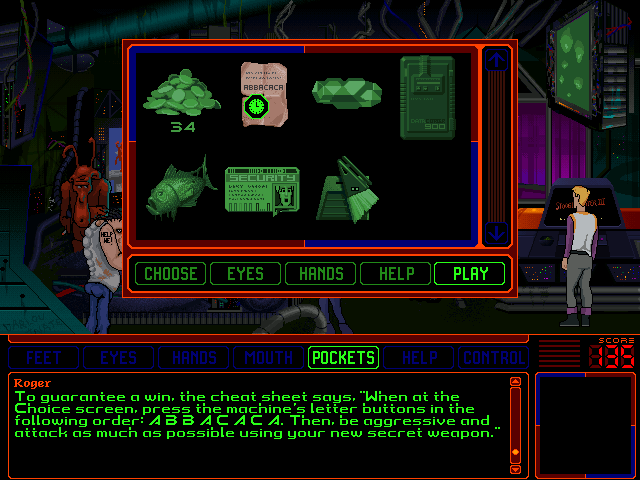 ABBACACA
34
900
SECURITY
HELP
ME!
CHOOSE
EYES
HANDS
HELP
PLAY
SCORE
135
FEET
EYES
HANDS
MOUTH
POCKETS
HELP
CONTROL
Roger
To guarantee a win, the cheat sheet says, "When at the
Choice screen, press the machine's letter buttons in the
following order: A B B A C A C A. Then, be aggressive and
attack as much as possible using your new secret weapon."